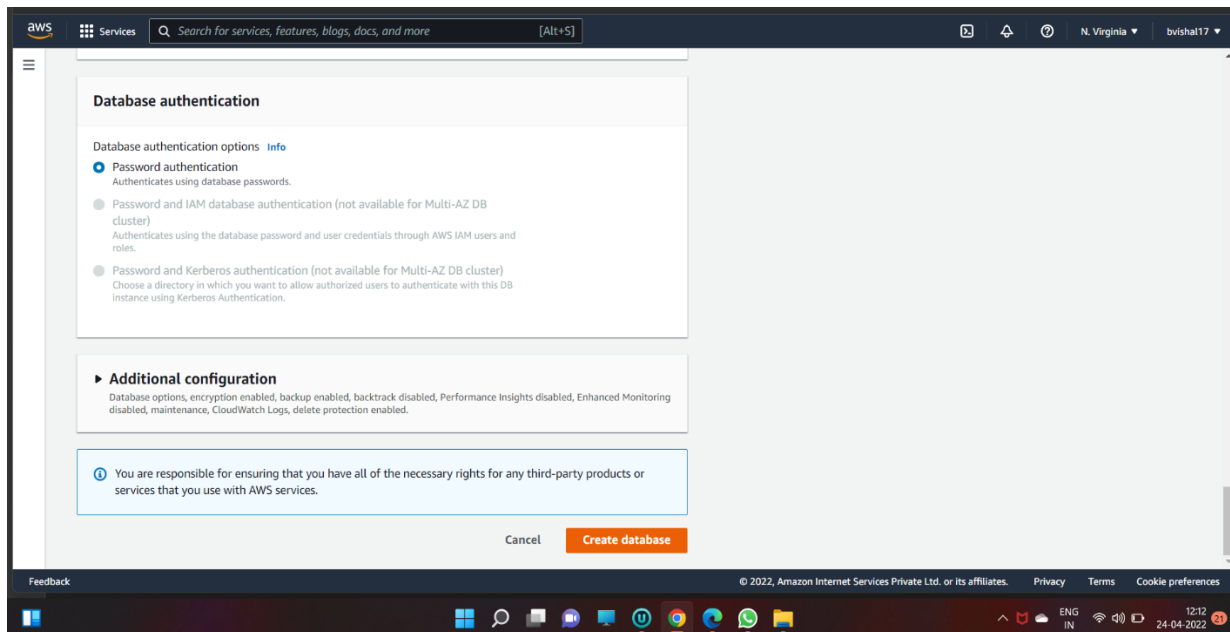 aws Services Search for services, features, blogs, docs, and more [Alt+S] N. Virginia bvishal17
Database authentication
Database authentication options Info
Password authentication
Authenticates using database passwords.
Password and IAM database authentication (not available for Multi-AZ DB
cluster)
Authenticates using the database password and user credentials through AWS IAM users and
roles.
Password and Kerberos authentication (not available for Multi-AZ DB cluster)
Choose a directory in which you want to allow authorized users to authenticate with this DB
instance using Kerberos Authentication.
Additional configuration
Database options, encryption enabled, backup enabled, backtrack disabled, Performance Insights disabled, Enhanced Monitoring
disabled, maintenance, CloudWatch Logs, delete protection enabled.
You are responsible for ensuring that you have all of the necessary rights for any third-party products or
services that you use with AWS services.
Cancel Create database
Feedback © 2022, Amazon Internet Services Private Ltd. or its affiliates. Privacy Terms Cookie preferences
ENG 12:12
IN 24-04-2022 21